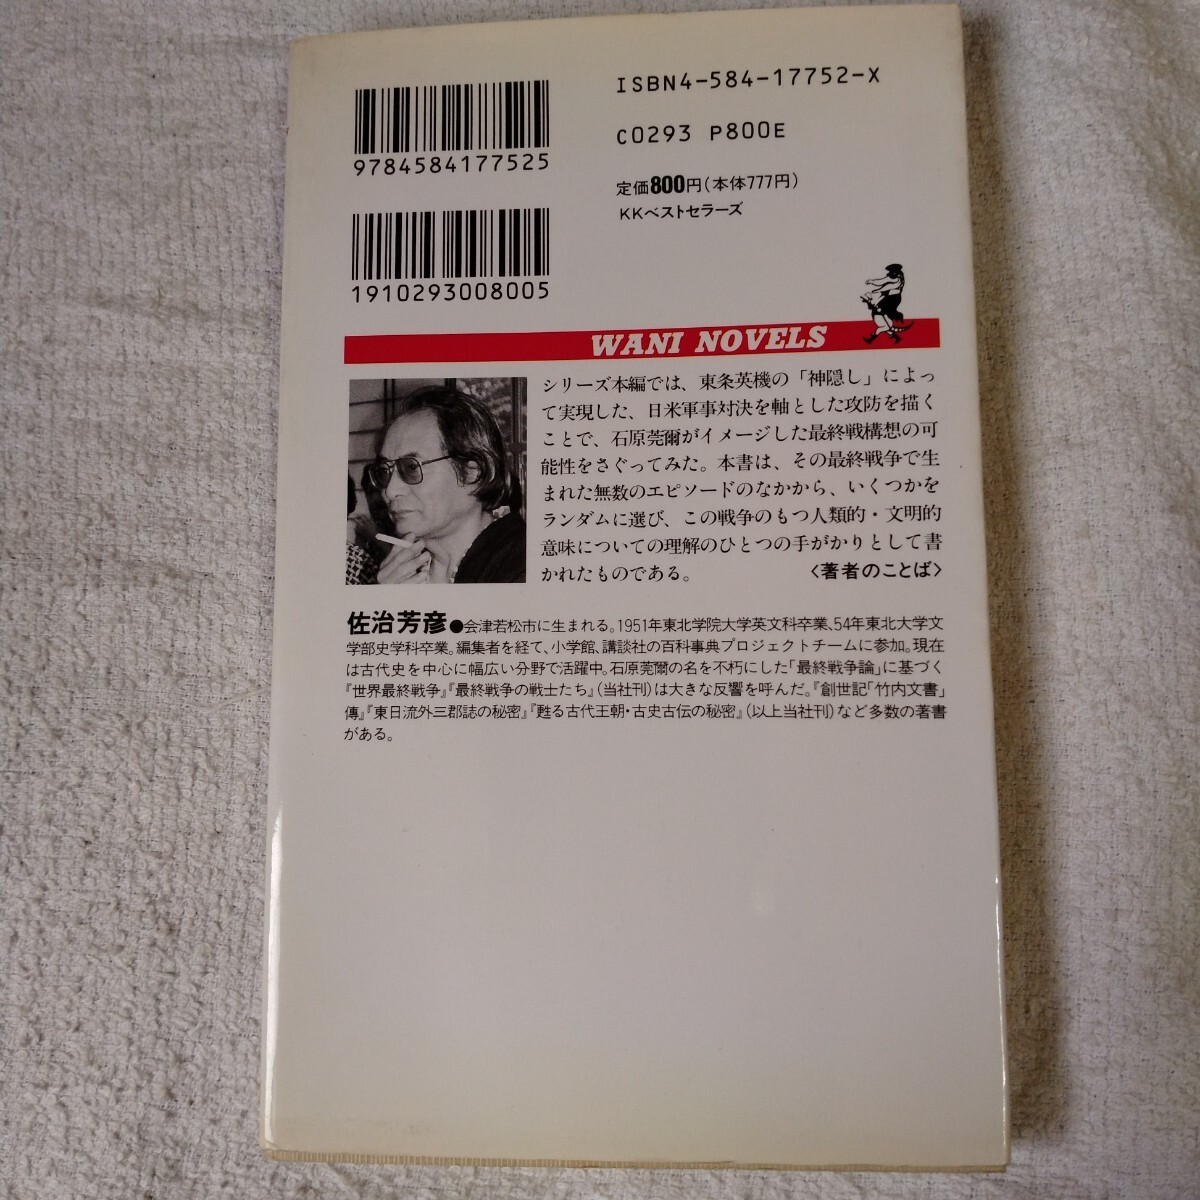 ISBN4-584-17752-X
9784584177525
C0293 P800E
定価800円(本体777円)
KKベストセラーズ
1910293008005
WANI NOVELS
シリーズ本編では、東条英機の「神隠し」によっ
て実現した、日米軍事対決を軸とした攻防を描く
ことで、石原莞爾がイメージした最終戦構想の可
能性をさぐってみた。本書は、その最終戦争で生
まれた無数のエピソードのなかから、いくつかを
ランダムに選び、この戦争のもつ人類的・文明的
意味についての理解のひとつの手がかりとして書
かれたものである。 〈著者のことば〉
佐治芳彦●会津若松市に生まれる。1951年東北学院大学英文科卒業、54年東北大学文
学部史学科卒業。編集者を経て、小学館、講談社の百科事典プロジェクトチームに参加。現在
は古代史を中心に幅広い分野で活躍中。石原莞爾の名を不朽にした「最終戦争論」に基づく
『世界最終戦争』『最終戦争の戦士たち』(当社刊)は大きな反響を呼んだ。『創世記「竹内文書」
傳』『東日流外三郡誌の秘密』『甦る古代王朝・古史古伝の秘密』(以上当社刊)など多数の著書
がある。